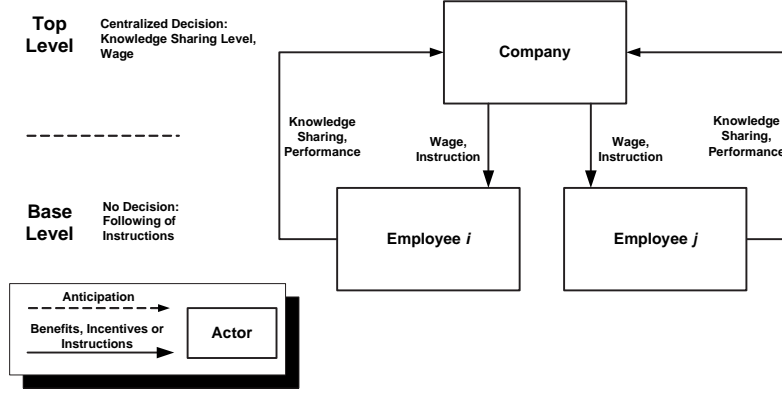 Top
Level
Centralized Decision:
Knowledge Sharing Level,
Wage
Company
Knowledge
Sharing,
Performance
Wage,
Instruction
Wage,
Instruction
Knowledge
Sharing,
Performance
Base
Level
No Decision:
Following of
Instructions
Employee i
Employee j
Anticipation
Benefits, Incentives or
Instructions
Actor